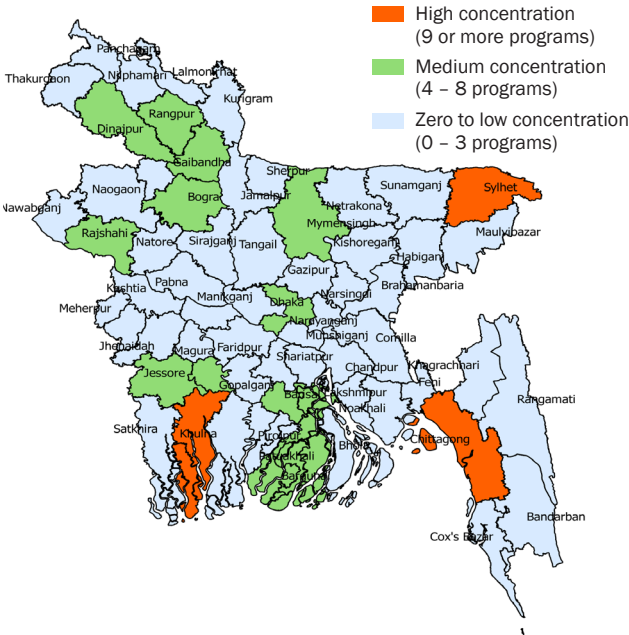 High concentration
(9 or more programs)
Medium concentration
(4 – 8 programs)
Zero to low concentration
(0 – 3 programs)
Panchagarh
Thakurgaon
Nilphamari
Lalmonirhat
Kurigram
Rangpur
Dinajpur
Gaibandha
Sherpur
Naogaon
Bogra
Jamalpur
Netrakona
Sunamganj
Sylhet
Nawabganj
Mymensingh
Rajshahi
Natore
Sirajganj
Tangail
Kishoreganj
Maulvibazar
Habiganj
Gazipur
Pabna
Kushtia
Manikganj
Dhaka
Narsingdi
Brahamanbaria
Meherpur
Narayanganj
Munshiganj
Comilla
Jhenaidah
Magura
Faridpur
Shariatpur
Chandpur
Khagrachhari
Jessore
Gopalganj
Feni
Barisal
Lakshmipur
Noakhali
Rangamati
Satkhira
Khulna
Pirojpur
Bhola
Chittagong
Patuakhali
Barguna
Bandarban
Cox's Bazar